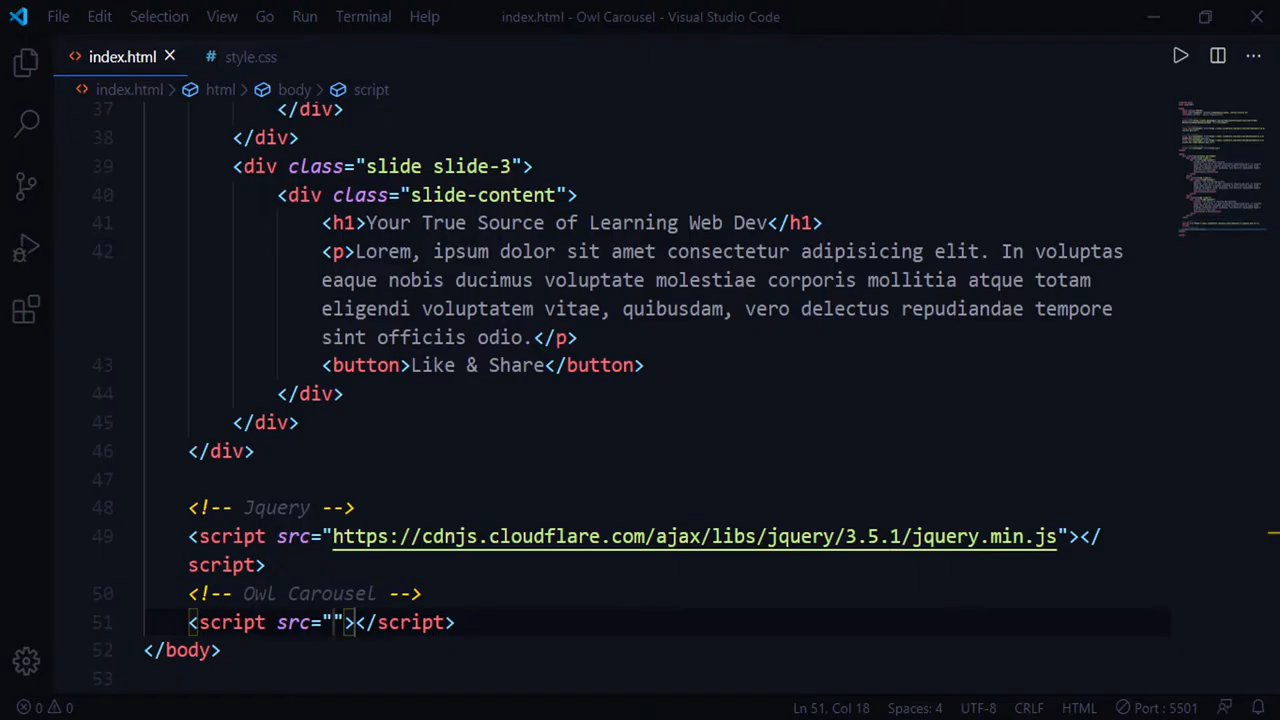 File Edit Selection View Go Run Terminal Help index.html - Owl Carousel - Visual Studio Code
<> index.html # style.css
<> index.html > html > body > script
37 </div>
38 </div>
39 <div class="slide slide-3">
40 <div class="slide-content">
41 <h1>Your True Source of Learning Web Dev</h1>
42 <p>Lorem, ipsum dolor sit amet consectetur adipisicing elit. In voluptas
eaque nobis ducimus voluptate molestiae corporis mollitia atque totam
eligendi voluptatem vitae, quibusdam, vero delectus repudiandae tempore
sint officiis odio.</p>
43 <button>Like & Share</button>
44 </div>
45 </div>
46 </div>
47
48 <!-- Jquery -->
49 <script src="https://cdnjs.cloudflare.com/ajax/libs/jquery/3.5.1/jquery.min.js"></
script>
50 <!-- Owl Carousel -->
51 <script src=""></script>
52 </body>
53
0 0 Ln 51, Col 18 Spaces: 4 UTF-8 CRLF HTML Port : 5501